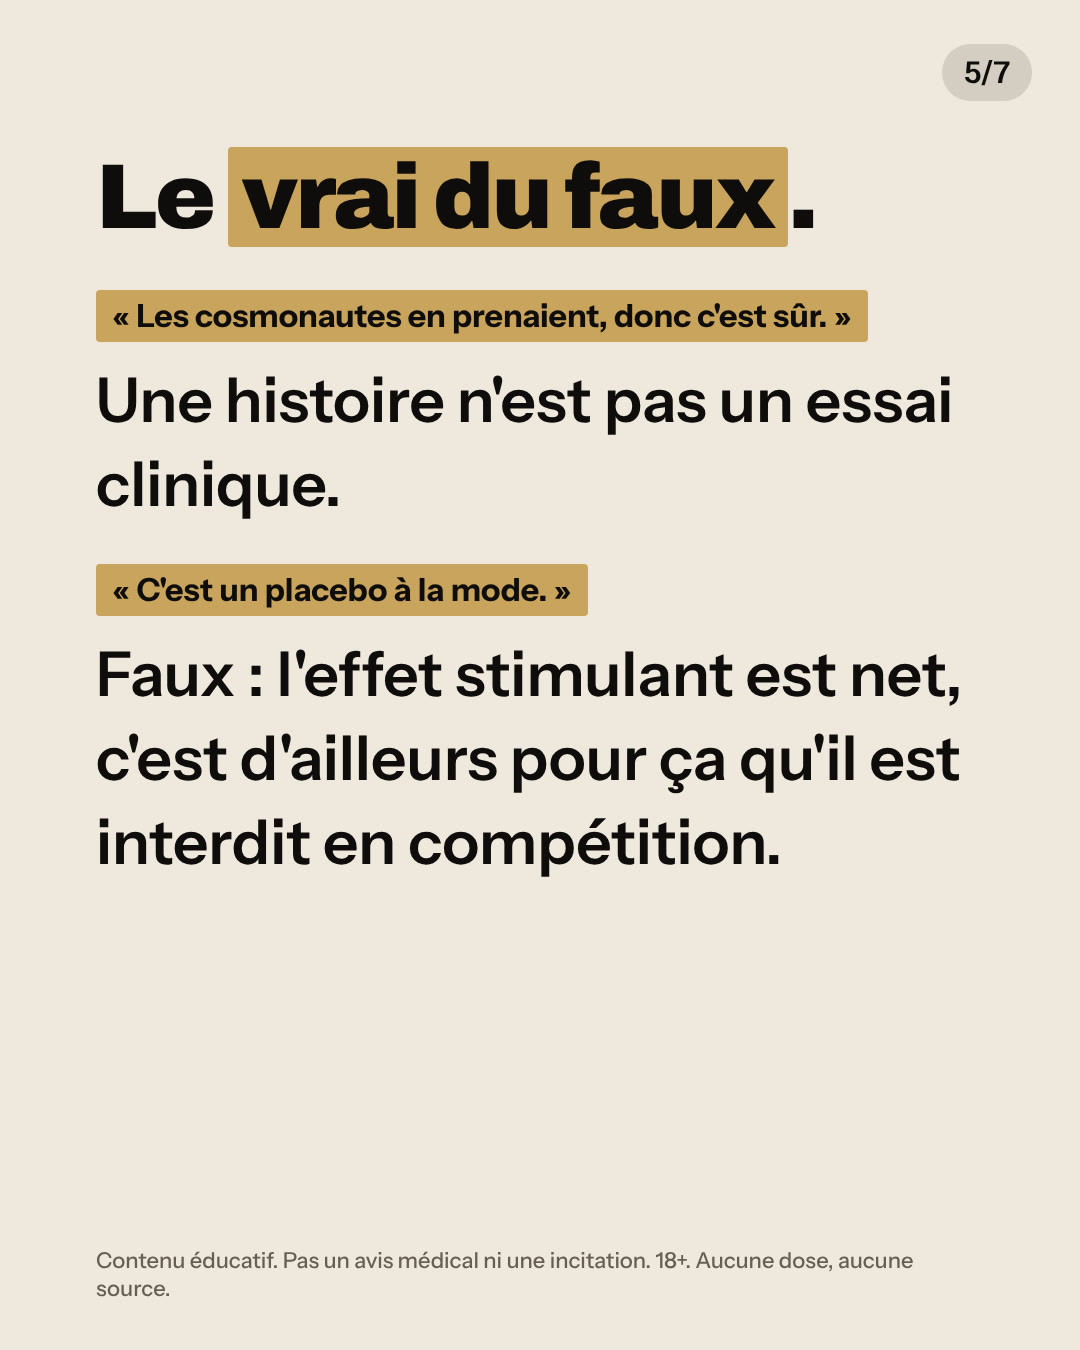 5/7
Le vrai du faux.
« Les cosmonautes en prenaient, donc c'est sûr. »
Une histoire n'est pas un essai
clinique.
« C'est un placebo à la mode. »
Faux : l'effet stimulant est net,
c'est d'ailleurs pour ça qu'il est
interdit en compétition.
Contenu éducatif. Pas un avis médical ni une incitation. 18+. Aucune dose, aucune
source.